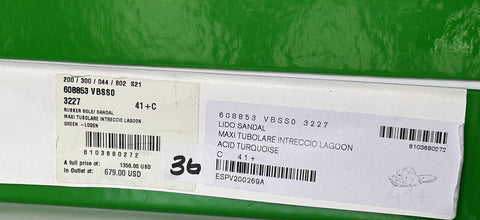 200 / 300 / 044 / 802 S21
608853 VBSS0
3227 41+C
RUBBER SOLE/ SANDAL
MAXI TUBOLARE INTRECCIO LAGOON
GREEN -LODEN
8103680272
A full price of: 1350.00 USD
In Outlet at: 679,00 USD
36
608853 VBSS0 3227
LIDO SANDAL
MAXI TUBOLARE INTRECCIO LAGOON
ACID TURQUOISE
C 41+
ESPV200269A
8103680272
41+